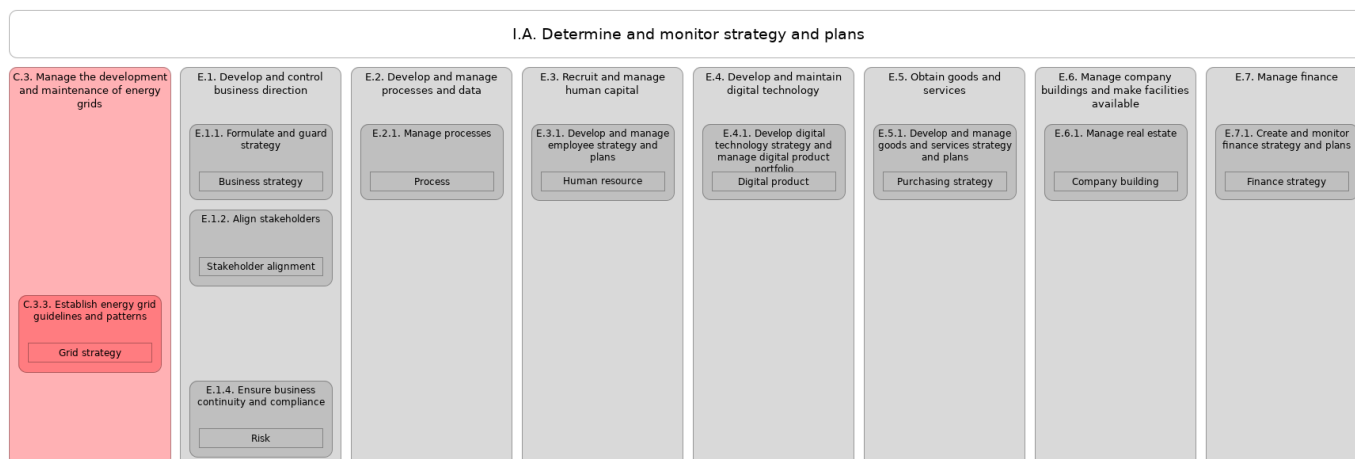 I.A. Determine and monitor strategy and plans
C.3. Manage the development
and maintenance of energy
grids
C.3.3. Establish energy grid
guidelines and patterns
Grid strategy
E.1. Develop and control
business direction
E.1.1. Formulate and guard
strategy
Business strategy
E.1.2. Align stakeholders
Stakeholder alignment
E.1.4. Ensure business
continuity and compliance
Risk
E.2. Develop and manage
processes and data
E.2.1. Manage processes
Process
E.3. Recruit and manage
human capital
E.3.1. Develop and manage
employee strategy and
plans
Human resource
E.4. Develop and maintain
digital technology
E.4.1. Develop digital
technology strategy and
manage digital product
portfolio
Digital product
E.5. Obtain goods and
services
E.5.1. Develop and manage
goods and services strategy
and plans
Purchasing strategy
E.6. Manage company
buildings and make facilities
available
E.6.1. Manage real estate
Company building
E.7. Manage finance
E.7.1. Create and monitor
finance strategy and plans
Finance strategy